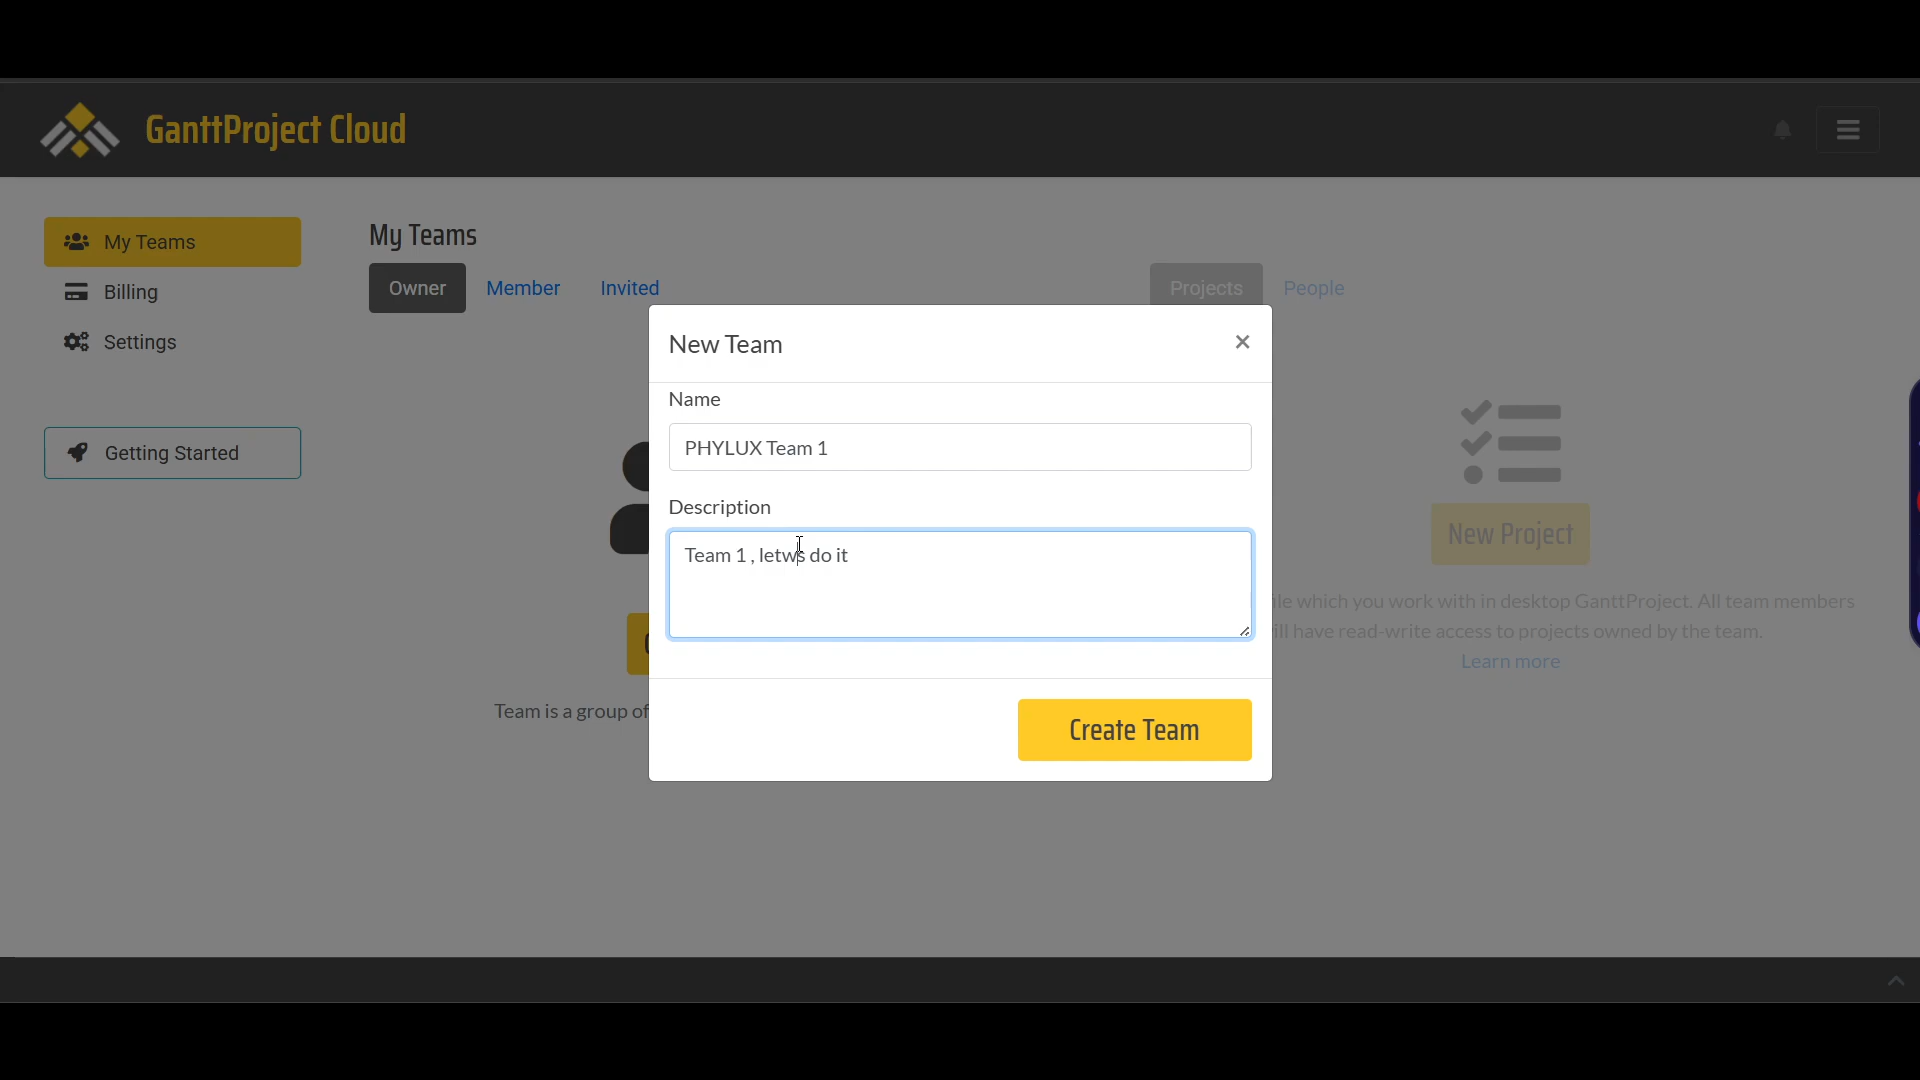 GanttProject Cloud
My Teams
Billing
Settings
Getting Started
My Teams
Owner Member Invited
Projects People
New Team
×
Name
PHYLUX Team 1
Description
Team 1 , letws do it
Create Team
Team is a group of
New Project
ile which you work with in desktop GanttProject. All team members
ill have read-write access to projects owned by the team.
Learn more